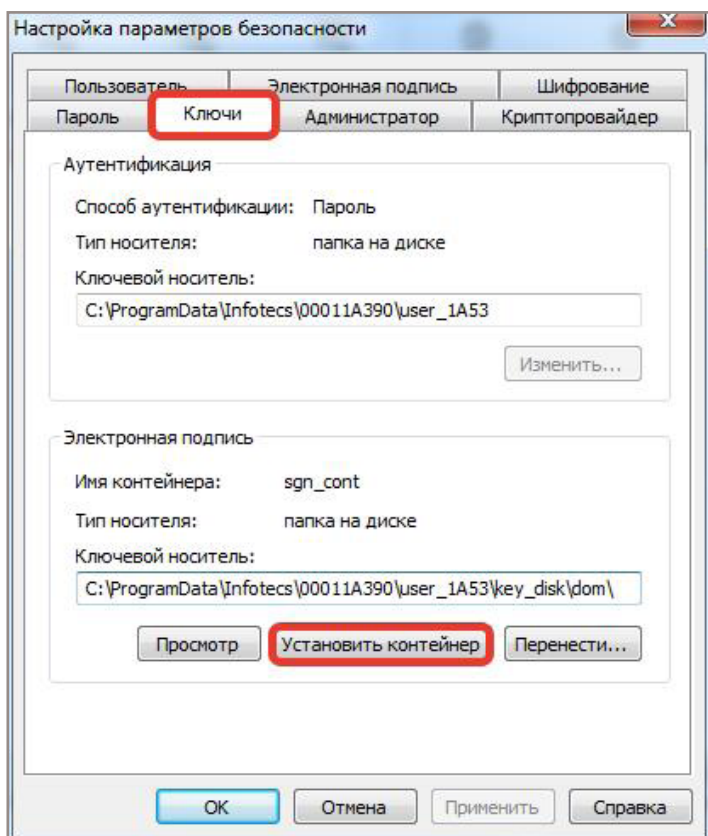 Настройка параметров безопасности
Пользователь Электронная подпись Шифрование
Пароль Ключи Администратор Криптопровайдер
Аутентификация
Способ аутентификации: Пароль
Тип носителя: папка на диске
Ключевой носитель:
C:\ProgramData\Infotecs\00011A390\user_1A53
Изменить...
Электронная подпись
Имя контейнера: sgn_cont
Тип носителя: папка на диске
Ключевой носитель:
C:\ProgramData\Infotecs\00011A390\user_1A53\key_disk\dom\
Просмотр Установить контейнер Перенести...
OK Отмена Применить Справка